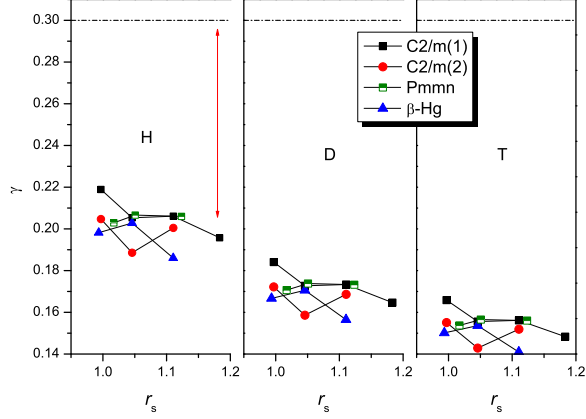 0.30
0.28
0.26
0.24
0.22
0.20
0.18
0.16
0.14
γ
C2/m(1)
C2/m(2)
Pmmn
β-Hg
H
D
T
1.0 1.1 1.2 1.0 1.1 1.2 1.0 1.1 1.2
rs rs rs